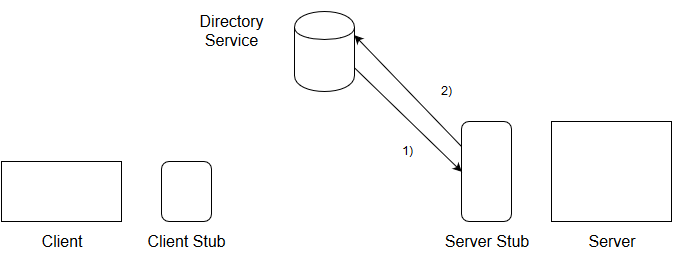 Directory
Service
2)
1)
Client
Client Stub
Server Stub
Server